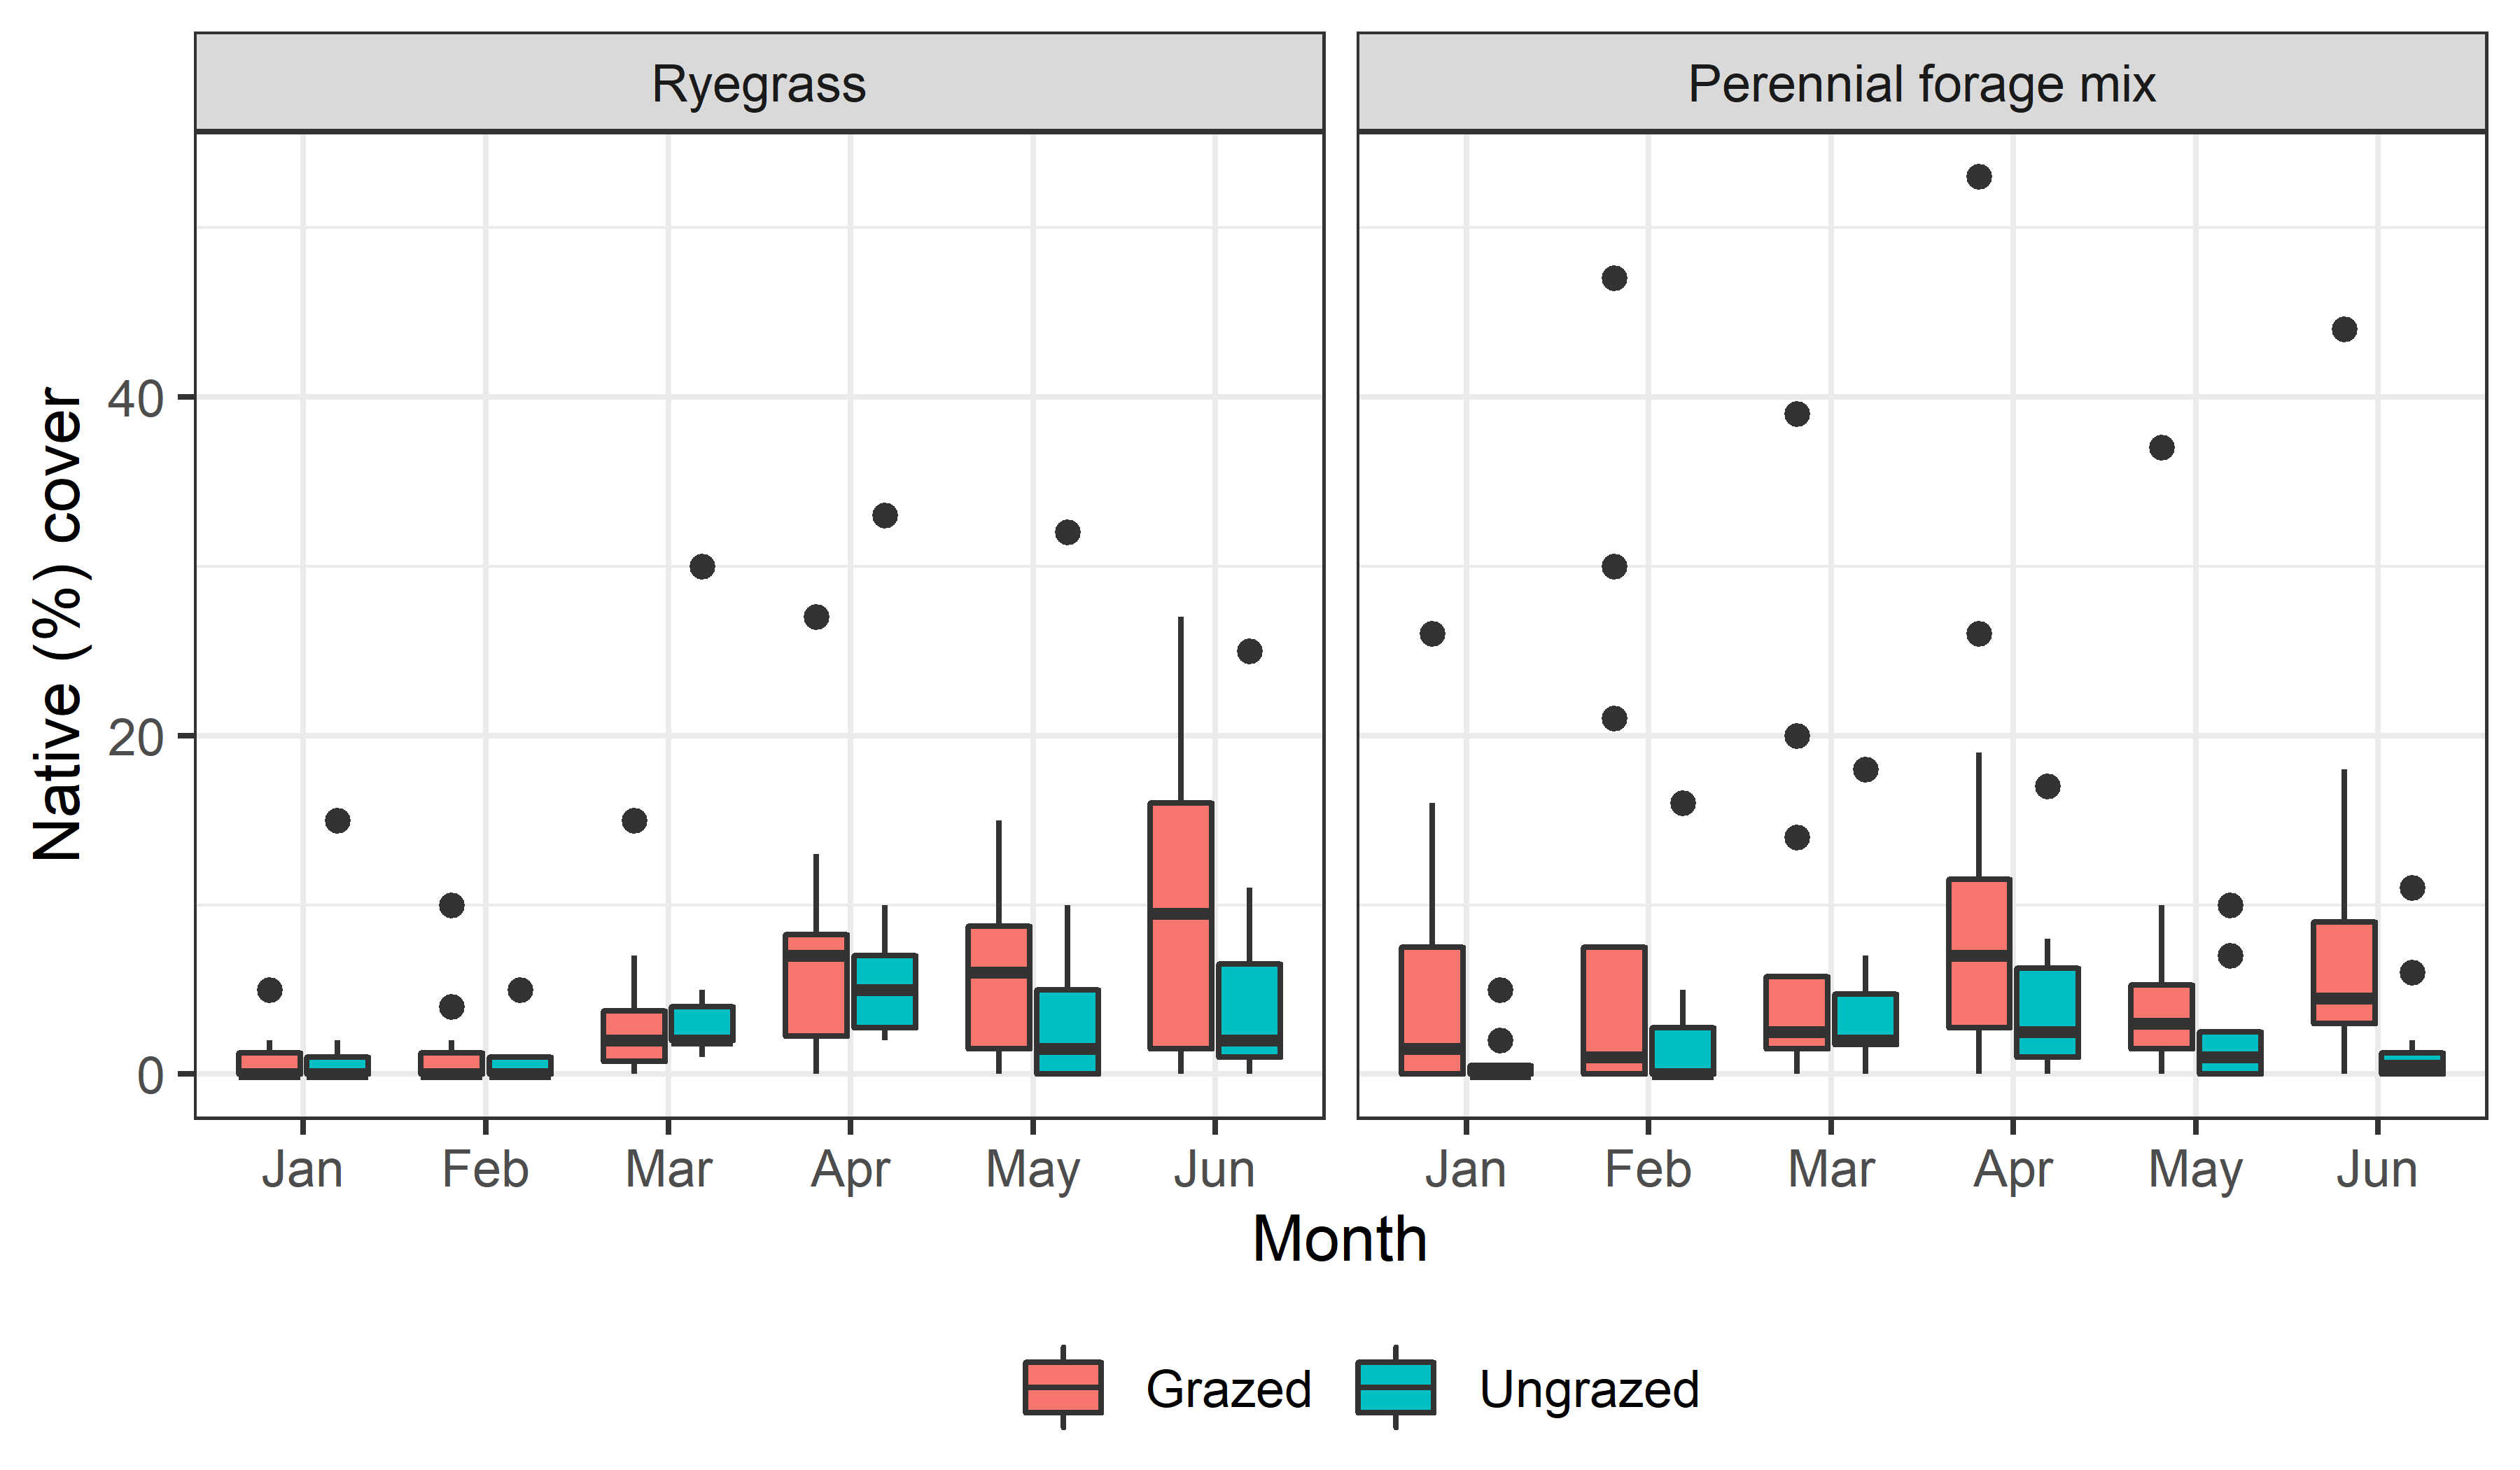 Ryegrass
Perennial forage mix
Native (%) cover
40
20
0
Jan Feb Mar Apr May Jun
Jan Feb Mar Apr May Jun
Month
Grazed Ungrazed